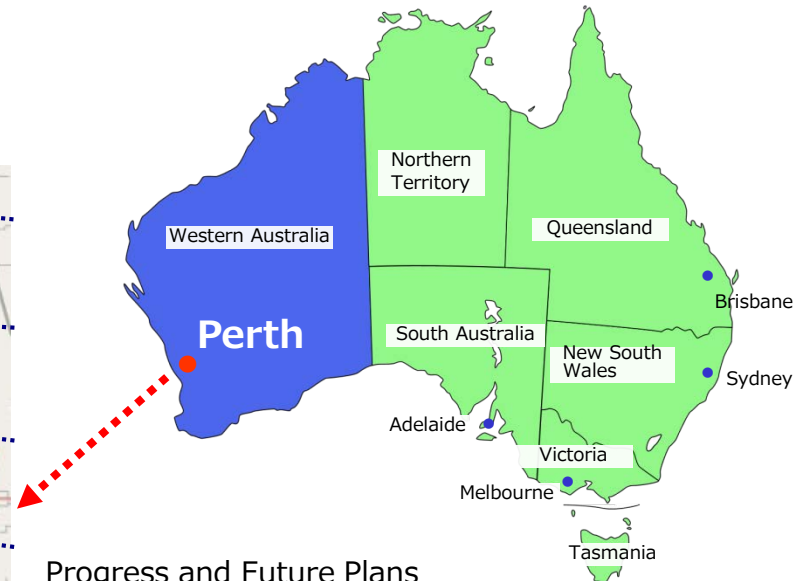 Northern
Territory
Western Australia
Queensland
Brisbane
Perth
South Australia
New South
Wales
Sydney
Adelaide
Victoria
Melbourne
Tasmania
Progress and Future Plans